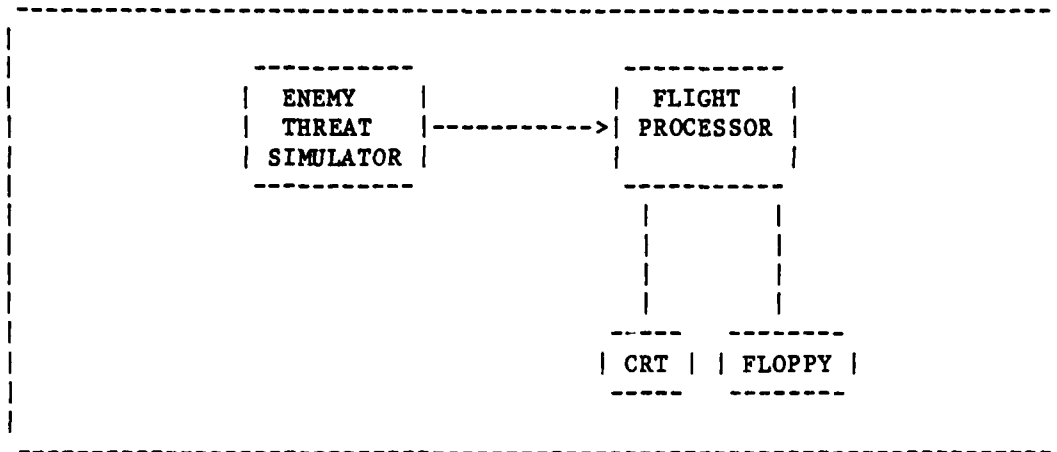 ENEMY
THREAT
SIMULATOR
FLIGHT
PROCESSOR
CRT
FLOPPY